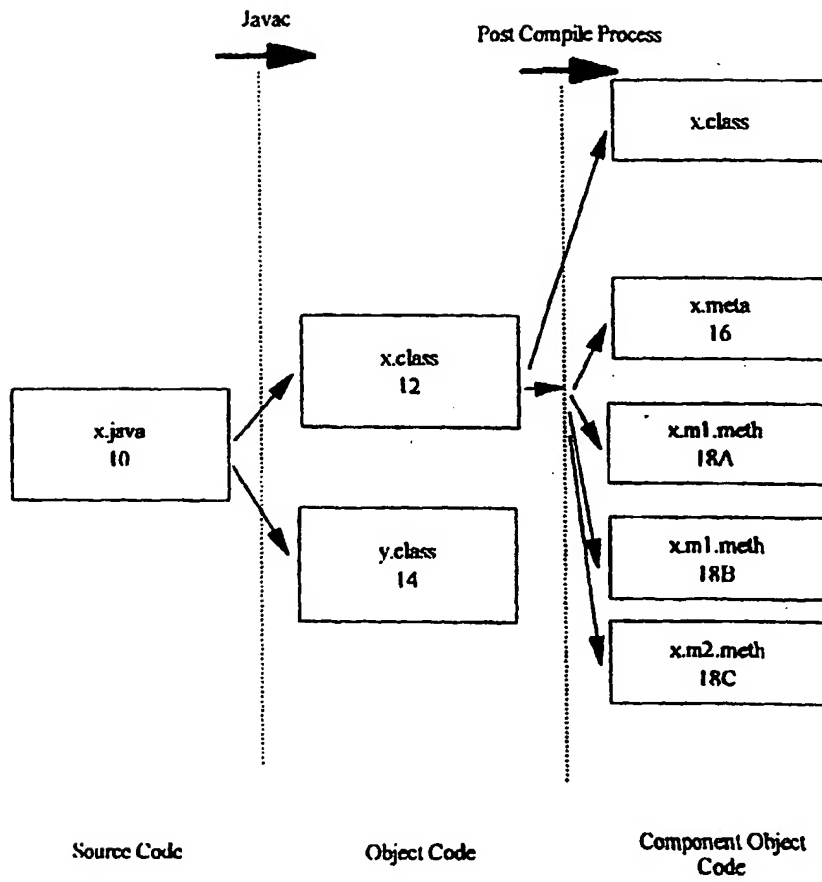 Javac
Post Compile Process
x.class
x.meta
16
x.class
12
x.java
10
x.m1.meth
18A
x.m1.meth
18B
y.class
14
x.m2.meth
18C
Source Code
Object Code
Component Object
Code